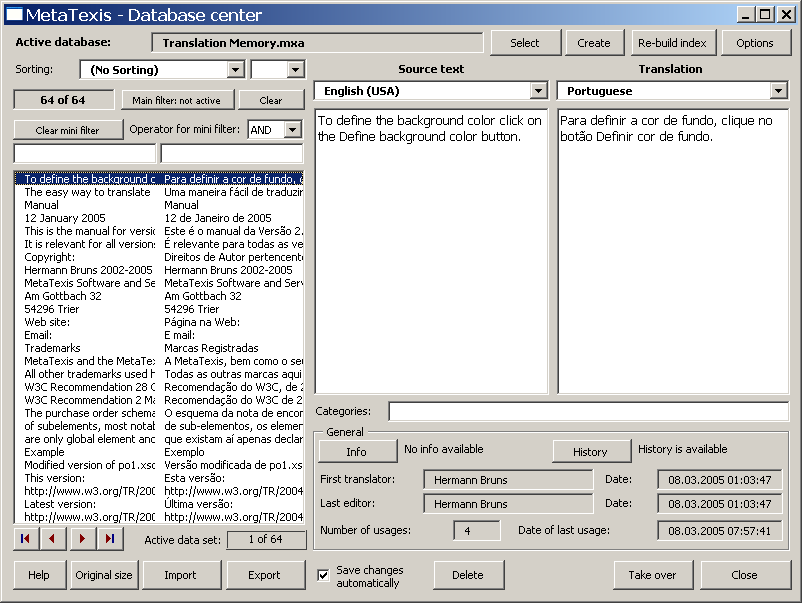 MetaTexis - Database center
Active database: Translation Memory.mxa Select Create Re-build index Options
Sorting: (No Sorting)
64 of 64 Main filter: not active Clear
Clear mini filter Operator for mini filter: AND
To define the background c Para definir a cor de fundo,
The easy way to translate Uma maneira fácil de traduzir
Manual Manual
12 January 2005 12 de Janeiro de 2005
This is the manual for versio Este é o manual da Versão 2.
It is relevant for all version: É relevante para todas as ve
Copyright: Direitos de Autor pertencent
Hermann Bruns 2002-2005 Hermann Bruns 2002-2005
MetaTexis Software and Se MetaTexis Software and Serv
Am Gottbach 32 Am Gottbach 32
54296 Trier 54296 Trier
Web site: Página na Web:
Email: E mail:
Trademarks Marcas Registradas
MetaTexis and the MetaTex A MetaTexis, bem como o seu
All other trademarks used h Todas as outras marcas aqui
W3C Recommendation 28 O Recomendação do W3C, de 2
W3C Recommendation 2 Ma Recomendação do W3C de 2
The purchase order schema O esquema da nota de encom
of subelements, most notab de sub-elementos, os elemen
are only global element and que existam aí apenas declar
Example Exemplo
Modified version of po1.xsd Versão modificada de po1.xs
This version: Esta versão:
http://www.w3.org/TR/200 http://www.w3.org/TR/2004
Latest version: Última versão:
http://www.w3.org/TR/200 http://www.w3.org/TR/200
Active data set: 1 of 64
Source text Translation
English (USA) Portuguese
To define the background color click on
the Define background color button.
Para definir a cor de fundo, clique no
botão Definir cor de fundo.
Categories:
General
Info No info available History History is available
First translator: Hermann Bruns Date: 08.03.2005 01:03:47
Last editor: Hermann Bruns Date: 08.03.2005 01:03:47
Number of usages: 4 Date of last usage: 08.03.2005 07:57:41
Help Original size Import Export
Save changes
automatically
Delete Take over Close